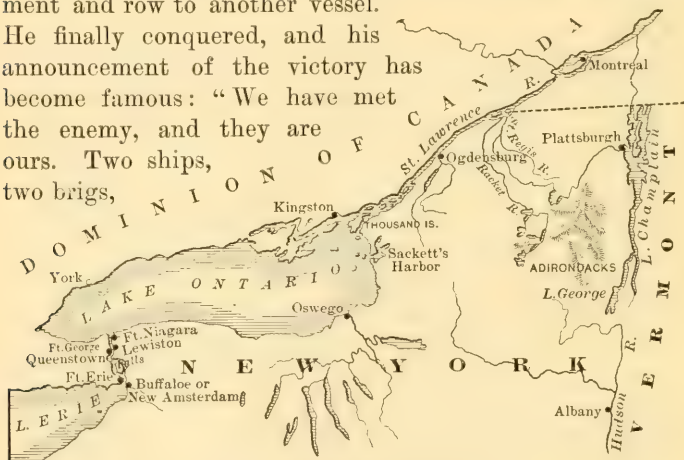 ment and row to another vessel.
He finally conquered, and his
announcement of the victory has
become famous: “We have met
the enemy, and they are
ours. Two ships,
two brigs,
DOMINION OF CANADA
Montreal
St. Lawrence R.
Plattsburgh
Ogdensburg
St. Regis R.
Racket R.
L. Champlain
VERMONT
Kingston
THOUSAND IS.
Sackett's
Harbor
ADIRONDACKS
York
LAKE ONTARIO
Oswego
L. George
Ft. Niagara
Ft. George
Lewiston
Queenstown
Falls
NEW YORK
Ft. Erie
Buffaloe or
New Amsterdam
L. ERIE
Albany
Hudson R.